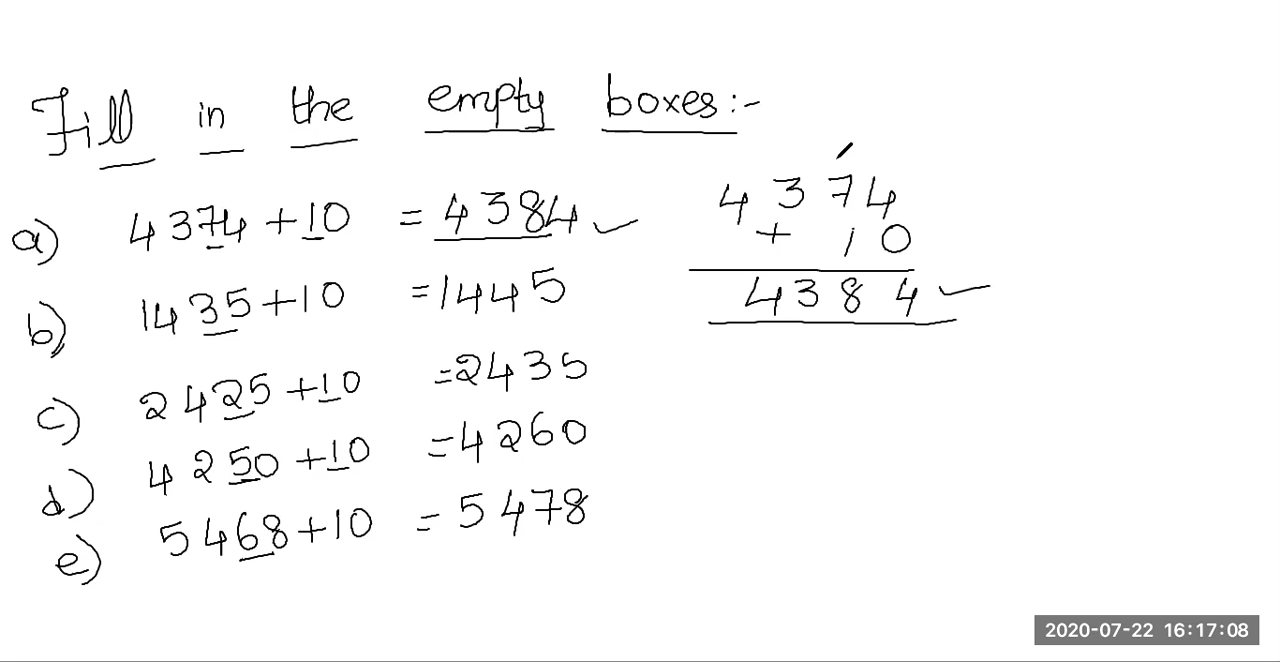 Fill in the empty boxes:-
a) 4374 + 10 = 4384 ✓
b) 1435 + 10 = 1445
c) 2425 + 10 = 2435
d) 4250 + 10 = 4260
e) 5468 + 10 = 5478
4374
+ 10
4384 ✓
2020-07-22 16:17:08